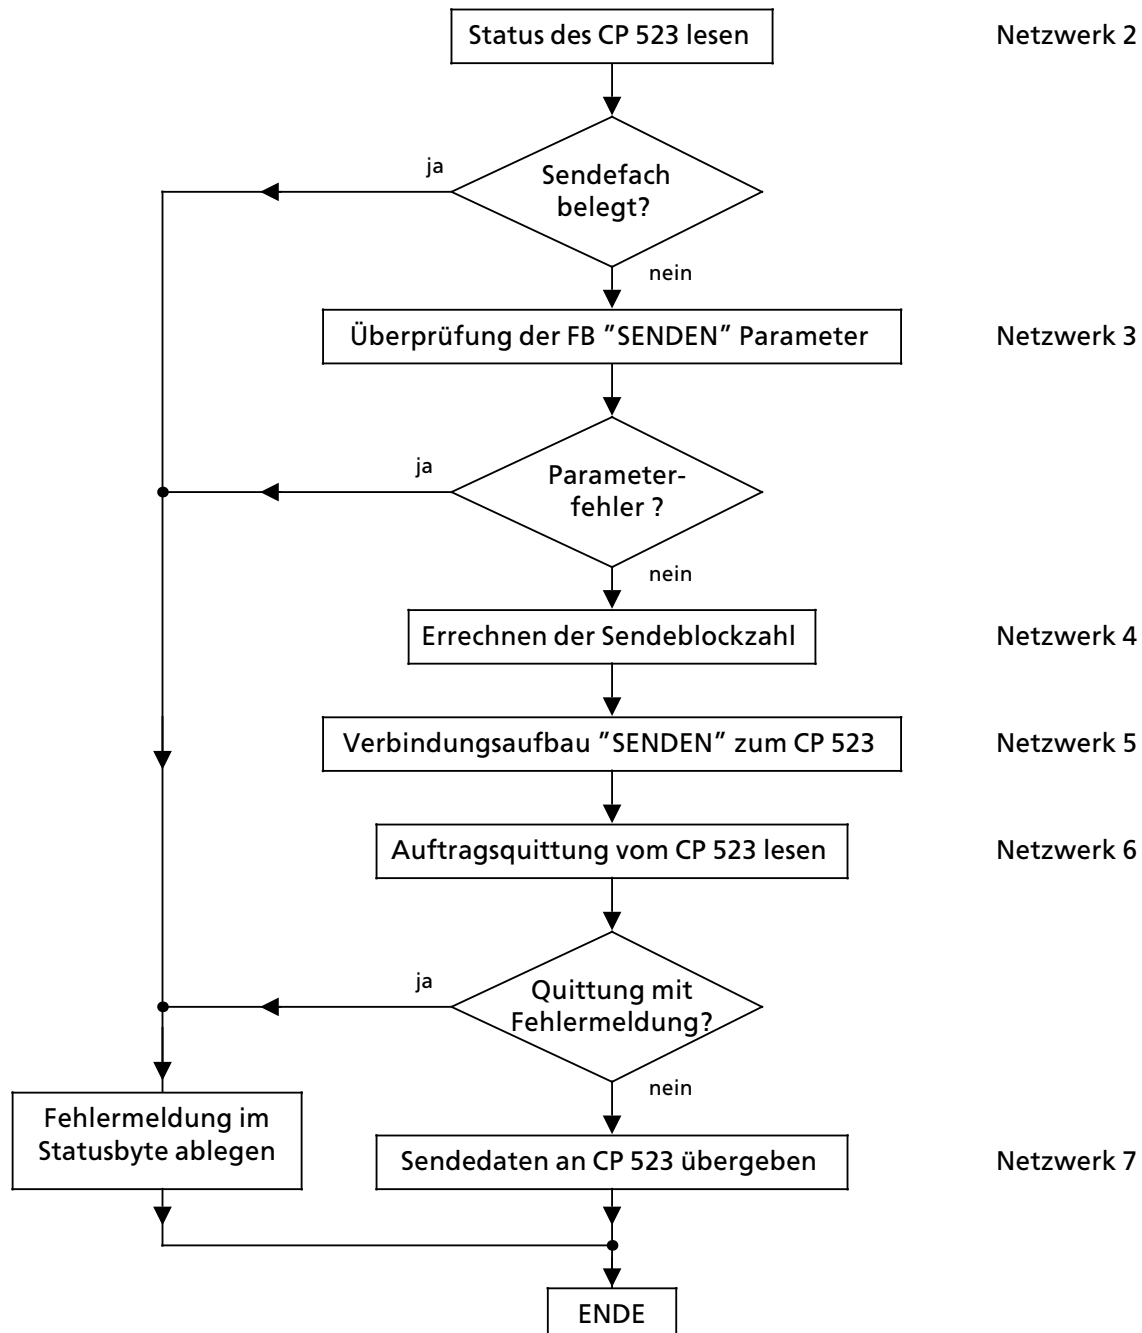 Status des CP 523 lesen
Netzwerk 2
ja
Sendefach
belegt?
nein
Überprüfung der FB "SENDEN" Parameter
Netzwerk 3
ja
Parameter-
fehler ?
nein
Errechnen der Sendeblockzahl
Netzwerk 4
Verbindungsaufbau "SENDEN" zum CP 523
Netzwerk 5
Auftragsquittung vom CP 523 lesen
Netzwerk 6
ja
Quittung mit
Fehlermeldung?
nein
Fehlermeldung im
Statusbyte ablegen
Sendedaten an CP 523 übergeben
Netzwerk 7
ENDE